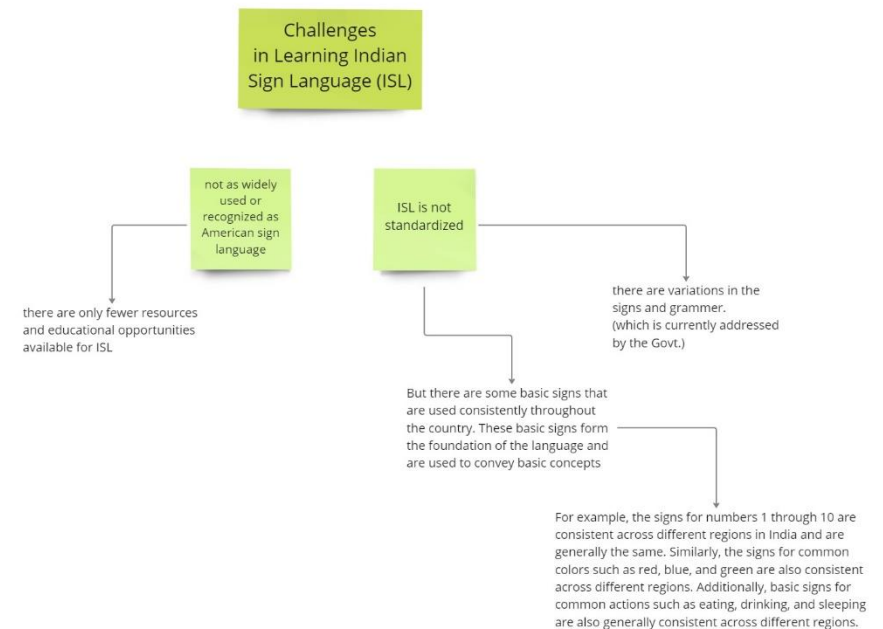 Challenges
in Learning Indian
Sign Language (ISL)
not as widely
used or
recognized as
American sign
language
ISL is not
standardized
there are only fewer resources
and educational opportunities
available for ISL
there are variations in the
signs and grammer.
(which is currently addressed
by the Govt.)
But there are some basic signs that
are used consistently throughout
the country. These basic signs form
the foundation of the language and
are used to convey basic concepts
For example, the signs for numbers 1 through 10 are
consistent across different regions in India and are
generally the same. Similarly, the signs for common
colors such as red, blue, and green are also consistent
across different regions. Additionally, basic signs for
common actions such as eating, drinking, and sleeping
are also generally consistent across different regions.